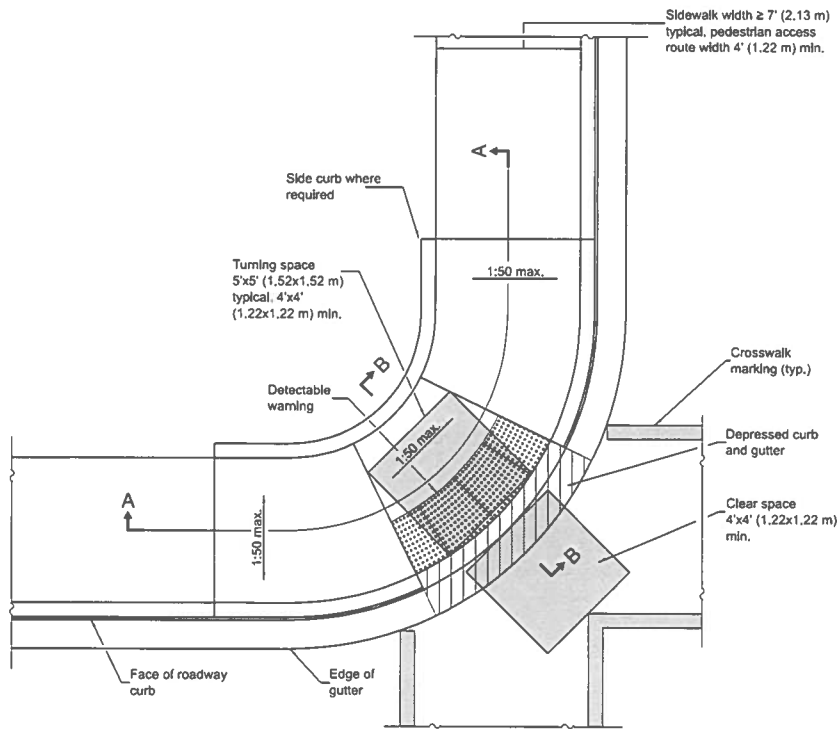 Sidewalk width ≥ 7' (2.13 m)
typical, pedestrian access
route width 4' (1.22 m) min.
A
Side curb where
required
1:50 max.
Turning space
5'x5' (1.52x1.52 m)
typical, 4'x4'
(1.22x1.22 m) min.
B
Crosswalk
marking (typ.)
Detectable
warning
1:50 max.
Depressed curb
and gutter
A
1:50 max.
Clear space
4'x4' (1.22x1.22 m)
min.
B
Face of roadway
curb
Edge of
gutter